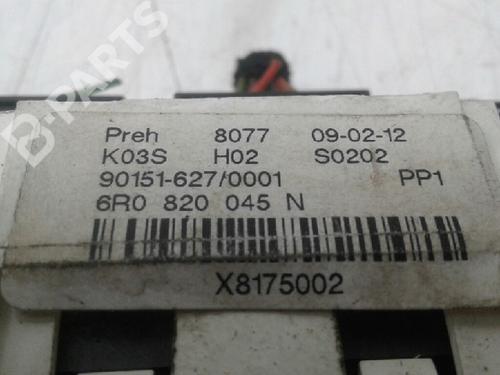 B-PARTS
Preh 8077 09-02-12
K03S H02 S0202
90151-627/0001 PP1
6R0 820 045 N
X8175002